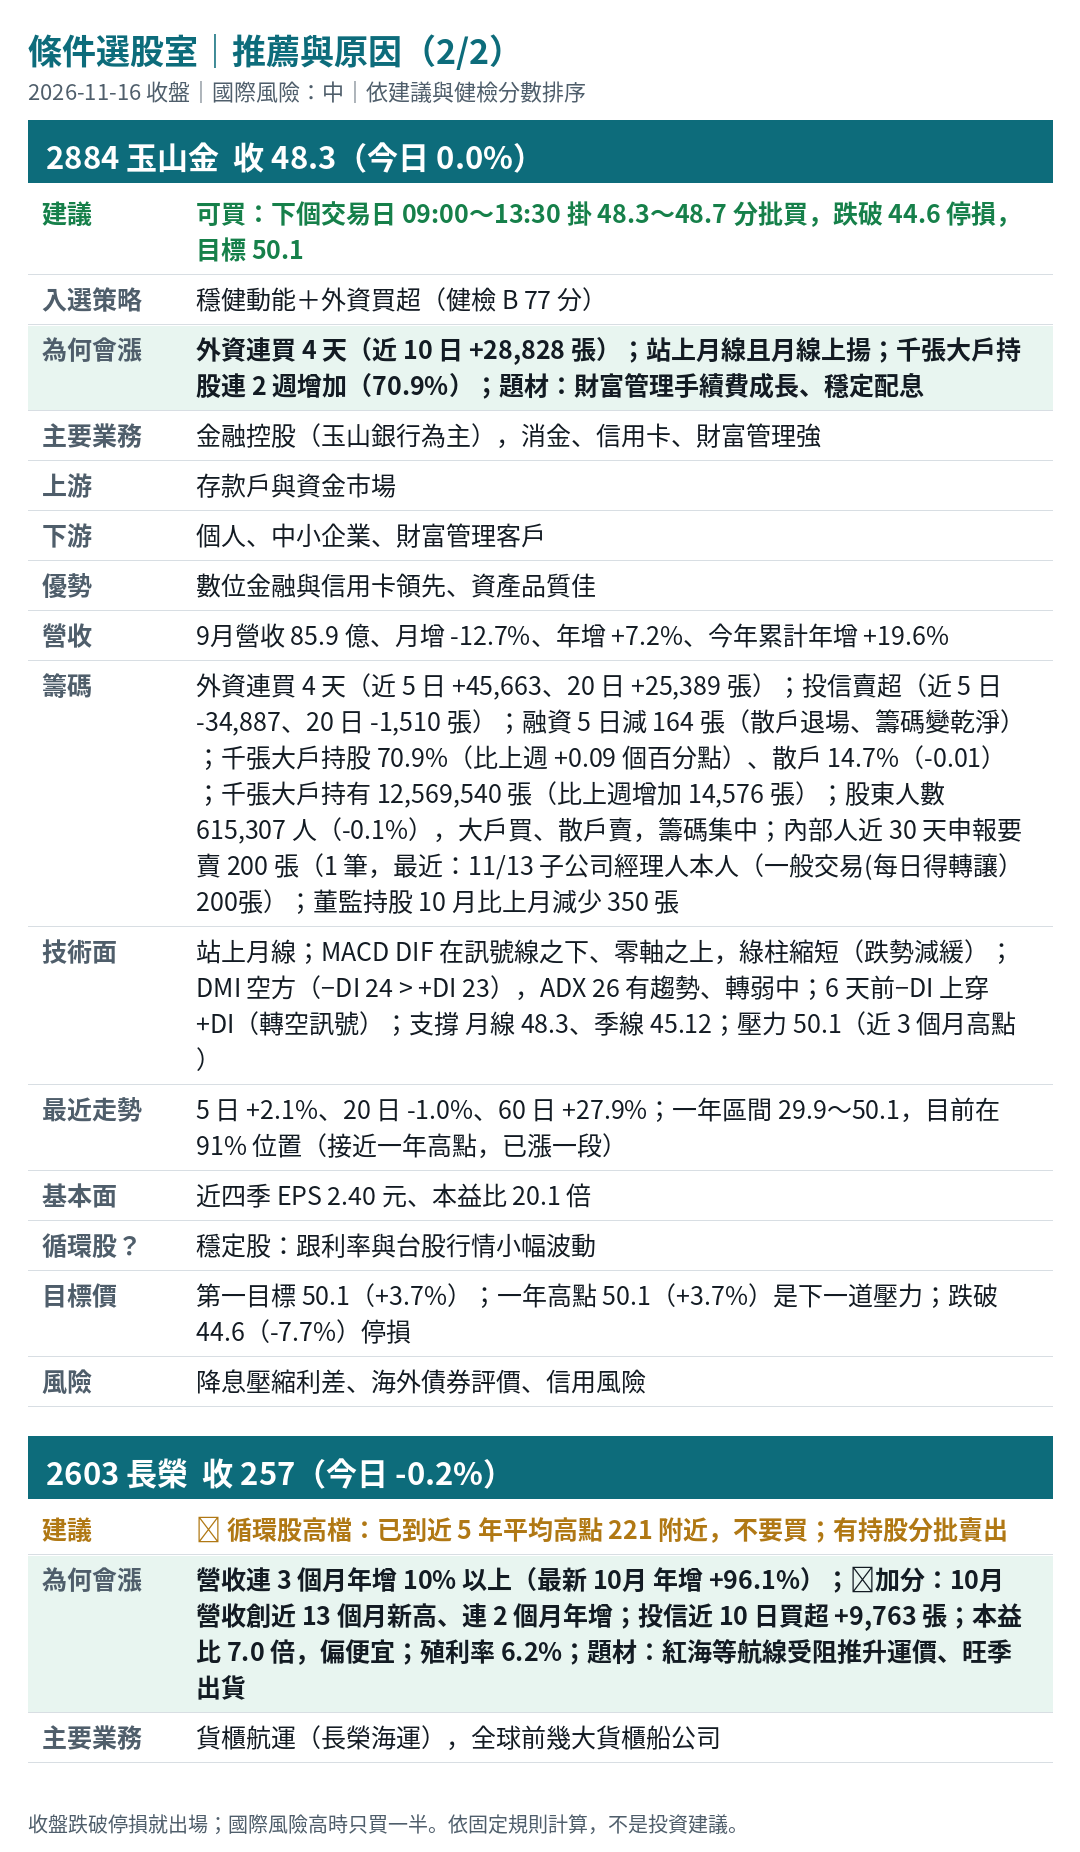 條件選股室｜推薦與原因（2/2）
2026-11-16 收盤｜國際風險：中｜依建議與健檢分數排序
2884 玉山金 收 48.3（今日 0.0%）
建議 可買：下個交易日 09:00～13:30 掛 48.3～48.7 分批買，跌破 44.6 停損，
目標 50.1
入選策略 穩健動能＋外資買超（健檢 B 77 分）
為何會漲 外資連買 4 天（近 10 日 +28,828 張）；站上月線且月線上揚；千張大戶持
股連 2 週增加（70.9%）；題材：財富管理手續費成長、穩定配息
主要業務 金融控股（玉山銀行為主），消金、信用卡、財富管理強
上游 存款戶與資金市場
下游 個人、中小企業、財富管理客戶
優勢 數位金融與信用卡領先、資產品質佳
營收 9月營收 85.9 億、月增 -12.7%、年增 +7.2%、今年累計年增 +19.6%
籌碼 外資連買 4 天（近 5 日 +45,663、20 日 +25,389 張）；投信賣超（近 5 日
-34,887、20 日 -1,510 張）；融資 5 日減 164 張（散戶退場、籌碼變乾淨）
；千張大戶持股 70.9%（比上週 +0.09 個百分點）、散戶 14.7%（-0.01）
；千張大戶持有 12,569,540 張（比上週增加 14,576 張）；股東人數
615,307 人（-0.1%），大戶買、散戶賣，籌碼集中；內部人近 30 天申報要
賣 200 張（1 筆，最近：11/13 子公司經理人本人（一般交易(每日得轉讓）
200張）；董監持股 10 月比上月減少 350 張
技術面 站上月線；MACD DIF 在訊號線之下、零軸之上，綠柱縮短（跌勢減緩）；
DMI 空方（−DI 24 > +DI 23），ADX 26 有趨勢、轉弱中；6 天前−DI 上穿
+DI（轉空訊號）；支撐 月線 48.3、季線 45.12；壓力 50.1（近 3 個月高點
）
最近走勢 5 日 +2.1%、20 日 -1.0%、60 日 +27.9%；一年區間 29.9～50.1，目前在
91% 位置（接近一年高點，已漲一段）
基本面 近四季 EPS 2.40 元、本益比 20.1 倍
循環股？ 穩定股：跟利率與台股行情小幅波動
目標價 第一目標 50.1（+3.7%）；一年高點 50.1（+3.7%）是下一道壓力；跌破
44.6（-7.7%）停損
風險 降息壓縮利差、海外債券評價、信用風險
2603 長榮 收 257（今日 -0.2%）
建議 循環股高檔：已到近 5 年平均高點 221 附近，不要買；有持股分批賣出
為何會漲 營收連 3 個月年增 10% 以上（最新 10月 年增 +96.1%）；加分：10月
營收創近 13 個月新高、連 2 個月年增；投信近 10 日買超 +9,763 張；本益
比 7.0 倍，偏便宜；殖利率 6.2%；題材：紅海等航線受阻推升運價、旺季
出貨
主要業務 貨櫃航運（長榮海運），全球前幾大貨櫃船公司
收盤跌破停損就出場；國際風險高時只買一半。依固定規則計算，不是投資建議。